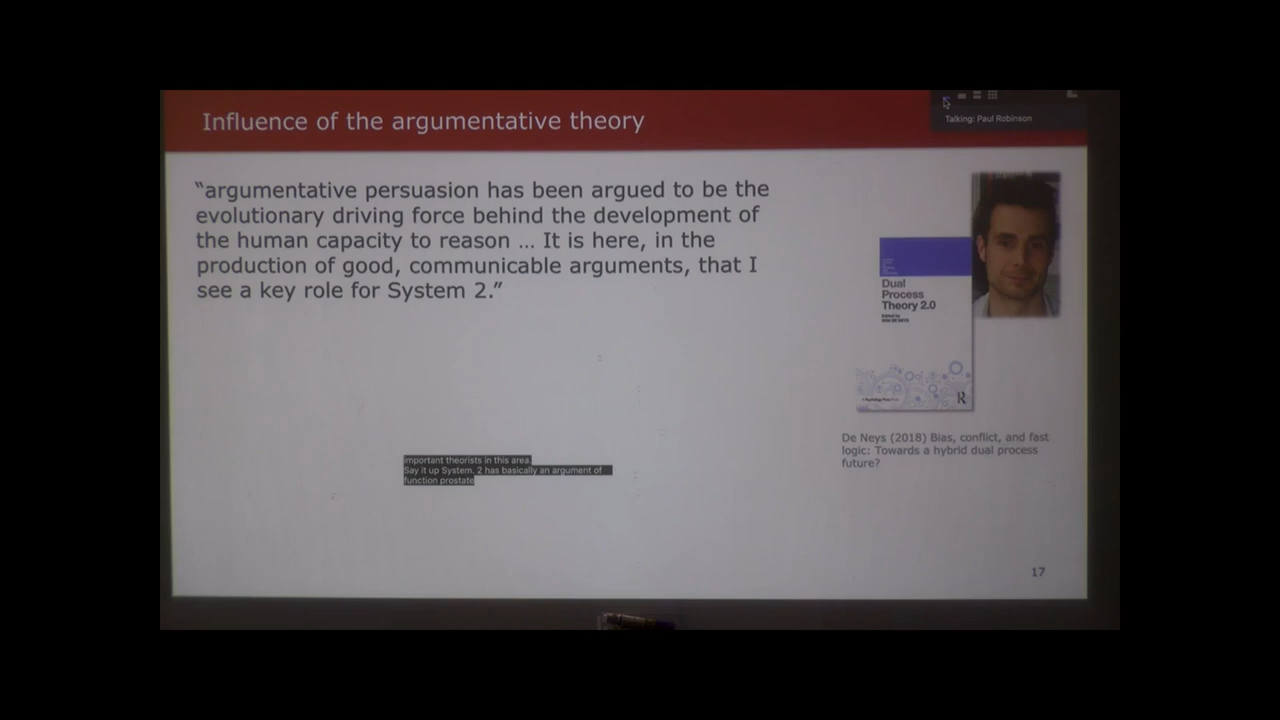 Influence of the argumentative theory
Talking: Paul Robinson
“argumentative persuasion has been argued to be the
evolutionary driving force behind the development of
the human capacity to reason ... It is here, in the
production of good, communicable arguments, that I
see a key role for System 2.”
Dual
Process
Theory 2.0
Edited by
R
De Neys (2018) Bias, conflict, and fast
logic: Towards a hybrid dual process
future?
important theorists in this area.
Say it up System. 2 has basically an argument of
function prostate
17